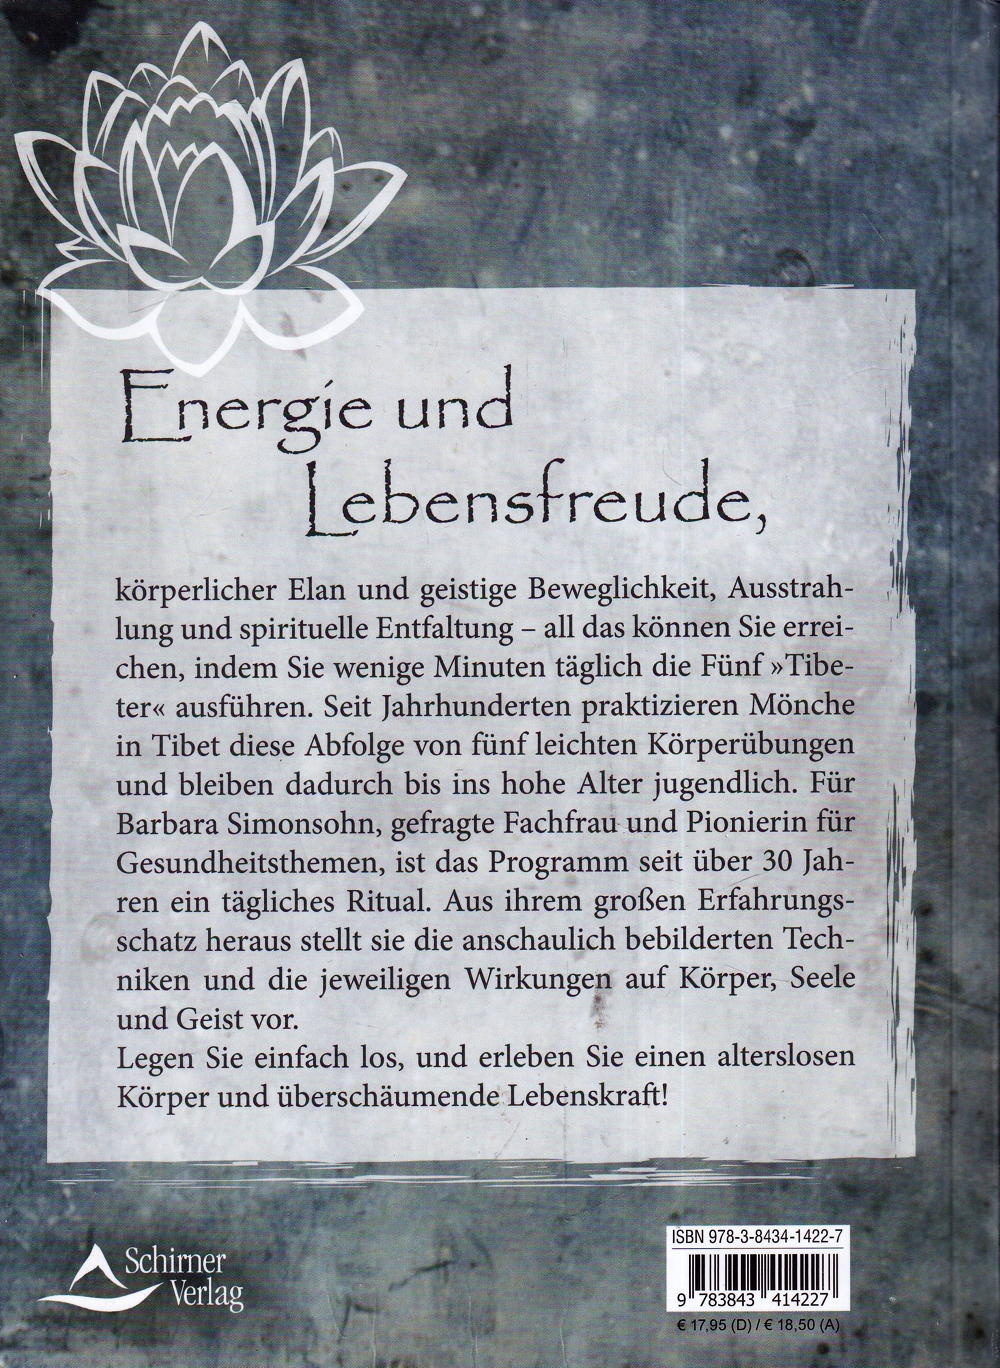 Energie und
Lebensfreude,
körperlicher Elan und geistige Beweglichkeit, Ausstrah-
lung und spirituelle Entfaltung – all das können Sie errei-
chen, indem Sie wenige Minuten täglich die Fünf »Tibe-
ter« ausführen. Seit Jahrhunderten praktizieren Mönche
in Tibet diese Abfolge von fünf leichten Körperübungen
und bleiben dadurch bis ins hohe Alter jugendlich. Für
Barbara Simonsohn, gefragte Fachfrau und Pionierin für
Gesundheitsthemen, ist das Programm seit über 30 Jah-
ren ein tägliches Ritual. Aus ihrem großen Erfahrungs-
schatz heraus stellt sie die anschaulich bebilderten Tech-
niken und die jeweiligen Wirkungen auf Körper, Seele
und Geist vor.
Legen Sie einfach los, und erleben Sie einen alterslosen
Körper und überschäumende Lebenskraft!
Schirner
Verlag
ISBN 978-3-8434-1422-7
9 783843 414227
€ 17,95 (D) / € 18,50 (A)